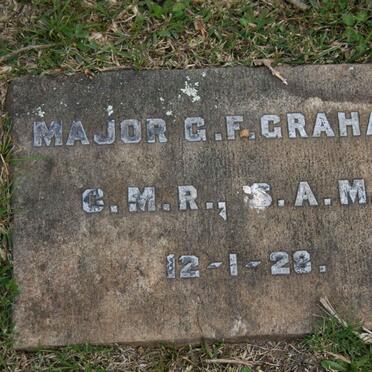 MAJOR G.F. GRAHA
C.M.R., S.A.M.
12-1-28.